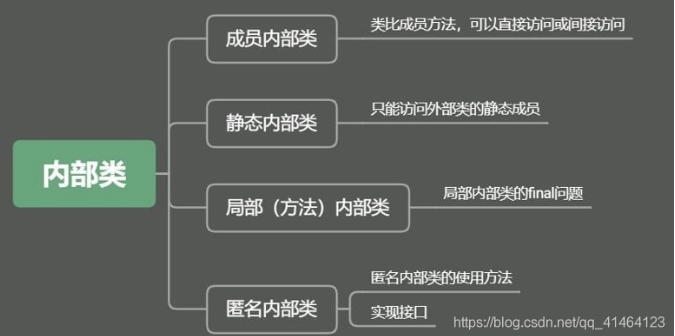 内部类
成员内部类
类比成员方法，可以直接访问或间接访问
静态内部类
只能访问外部类的静态成员
局部（方法）内部类
局部内部类的final问题
匿名内部类
匿名内部类的使用方法
实现接口
https://blog.csdn.net/qq_41464123